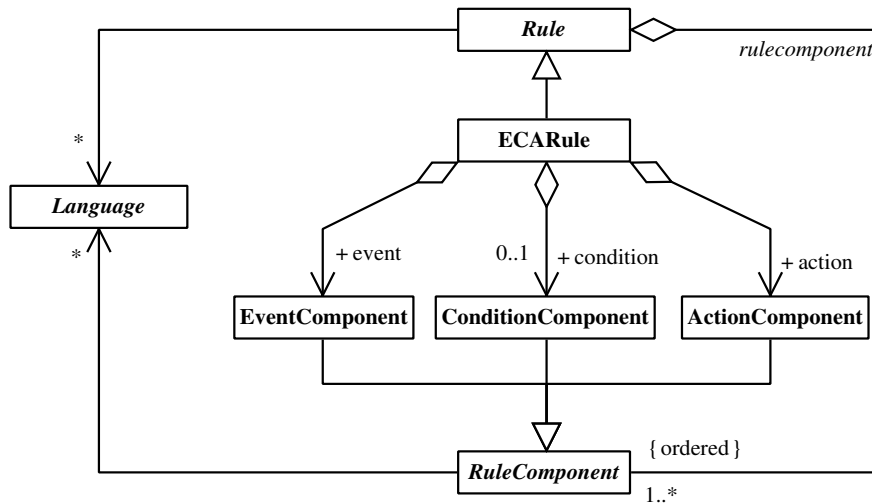 Rule
rulecomponent
*
ECARule
Language
*
+ event
0..1
+ condition
+ action
EventComponent
ConditionComponent
ActionComponent
{ ordered }
RuleComponent
1..*